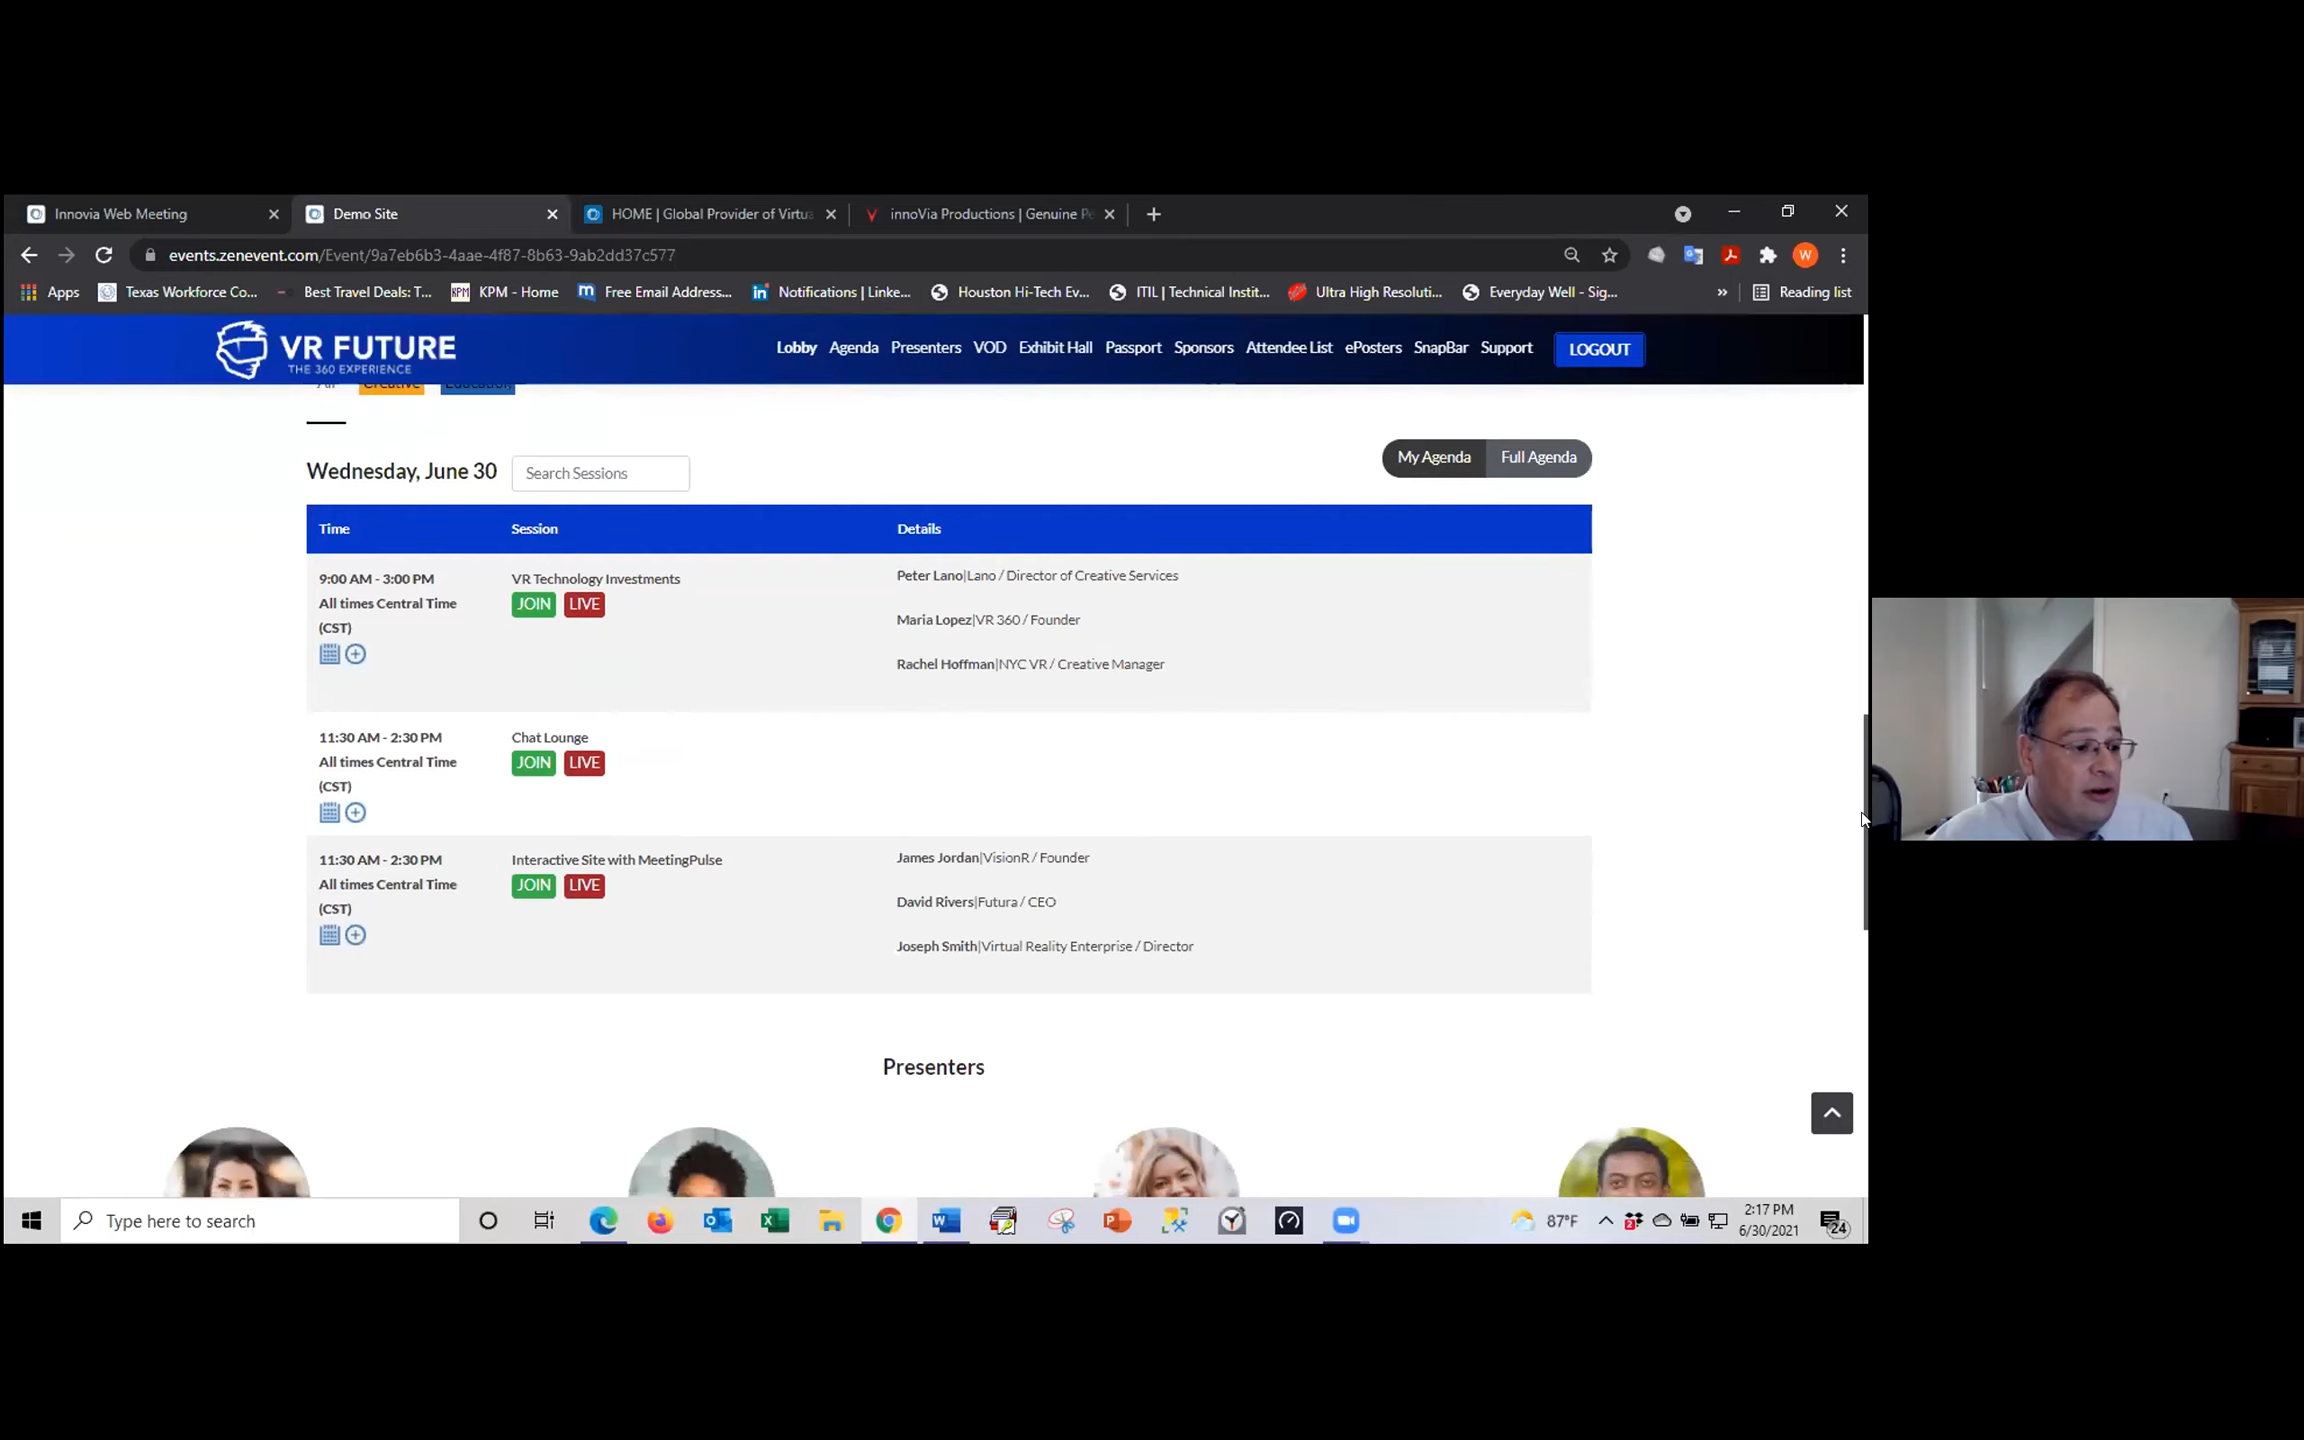 Innovia Web Meeting
Demo Site
HOME | Global Provider of Virtu
innoVia Productions | Genuine Pe
events.zenevent.com/Event/9a7eb6b3-4aae-4f87-8b63-9ab2dd37c577
W
Apps
Texas Workforce Co...
Best Travel Deals: T...
KPM
KPM - Home
Free Email Address...
in
Notifications | Linke...
Houston Hi-Tech Ev...
ITIL | Technical Instit...
Ultra High Resoluti...
Everyday Well - Sig...
»
Reading list
VR FUTURE
THE 360 EXPERIENCE
Lobby Agenda Presenters VOD Exhibit Hall Passport Sponsors Attendee List ePosters SnapBar Support LOGOUT
All Creative Education
Wednesday, June 30
Search Sessions
My Agenda Full Agenda
Time Session Details
9:00 AM - 3:00 PM
All times Central Time
(CST)
VR Technology Investments
JOIN LIVE
Peter Lano|Lano / Director of Creative Services
Maria Lopez|VR 360 / Founder
Rachel Hoffman|NYC VR / Creative Manager
11:30 AM - 2:30 PM
All times Central Time
(CST)
Chat Lounge
JOIN LIVE
11:30 AM - 2:30 PM
All times Central Time
(CST)
Interactive Site with MeetingPulse
JOIN LIVE
James Jordan|VisionR / Founder
David Rivers|Futura / CEO
Joseph Smith|Virtual Reality Enterprise / Director
Presenters
Type here to search
87°F
2:17 PM
6/30/2021
24